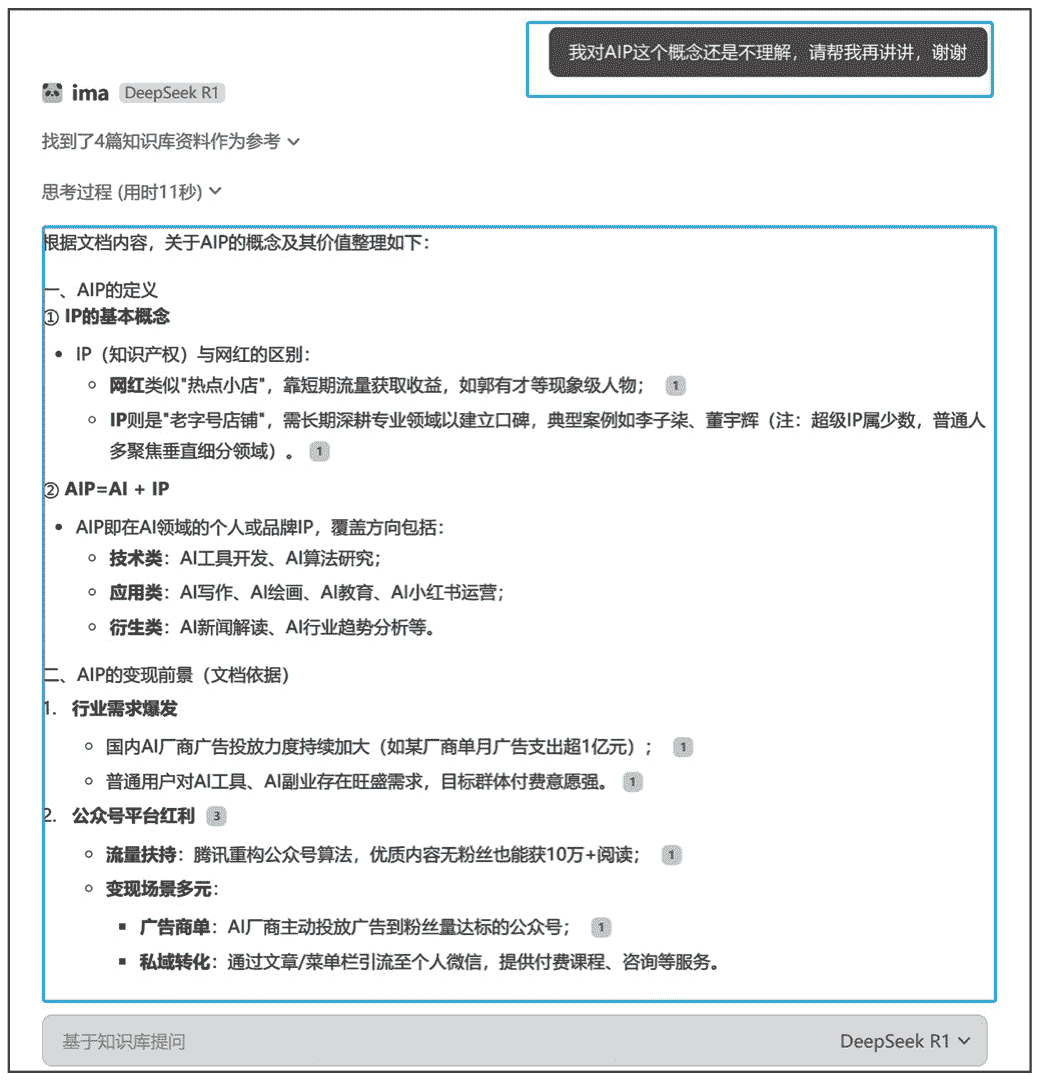 我对AIP这个概念还是不理解，请帮我再讲讲，谢谢
ima DeepSeek R1
找到了4篇知识库资料作为参考
思考过程 (用时11秒)
根据文档内容，关于AIP的概念及其价值整理如下：
一、AIP的定义
① IP的基本概念
• IP（知识产权）与网红的区别：
○ 网红类似"热点小店"，靠短期流量获取收益，如郭有才等现象级人物； 1
○ IP则是"老字号店铺"，需长期深耕专业领域以建立口碑，典型案例如李子柒、董宇辉（注：超级IP属少数，普通人
多聚焦垂直细分领域）。 1
② AIP=AI + IP
• AIP即在AI领域的个人或品牌IP，覆盖方向包括：
○ 技术类：AI工具开发、AI算法研究；
○ 应用类：AI写作、AI绘画、AI教育、AI小红书运营；
○ 衍生类：AI新闻解读、AI行业趋势分析等。
二、AIP的变现前景（文档依据）
1. 行业需求爆发
○ 国内AI厂商广告投放力度持续加大（如某厂商单月广告支出超1亿元）； 1
○ 普通用户对AI工具、AI副业存在旺盛需求，目标群体付费意愿强。 1
2. 公众号平台红利 3
○ 流量扶持：腾讯重构公众号算法，优质内容无粉丝也能获10万+阅读； 1
○ 变现场景多元：
▪ 广告商单：AI厂商主动投放广告到粉丝量达标的公众号； 1
▪ 私域转化：通过文章/菜单栏引流至个人微信，提供付费课程、咨询等服务。
基于知识库提问 DeepSeek R1